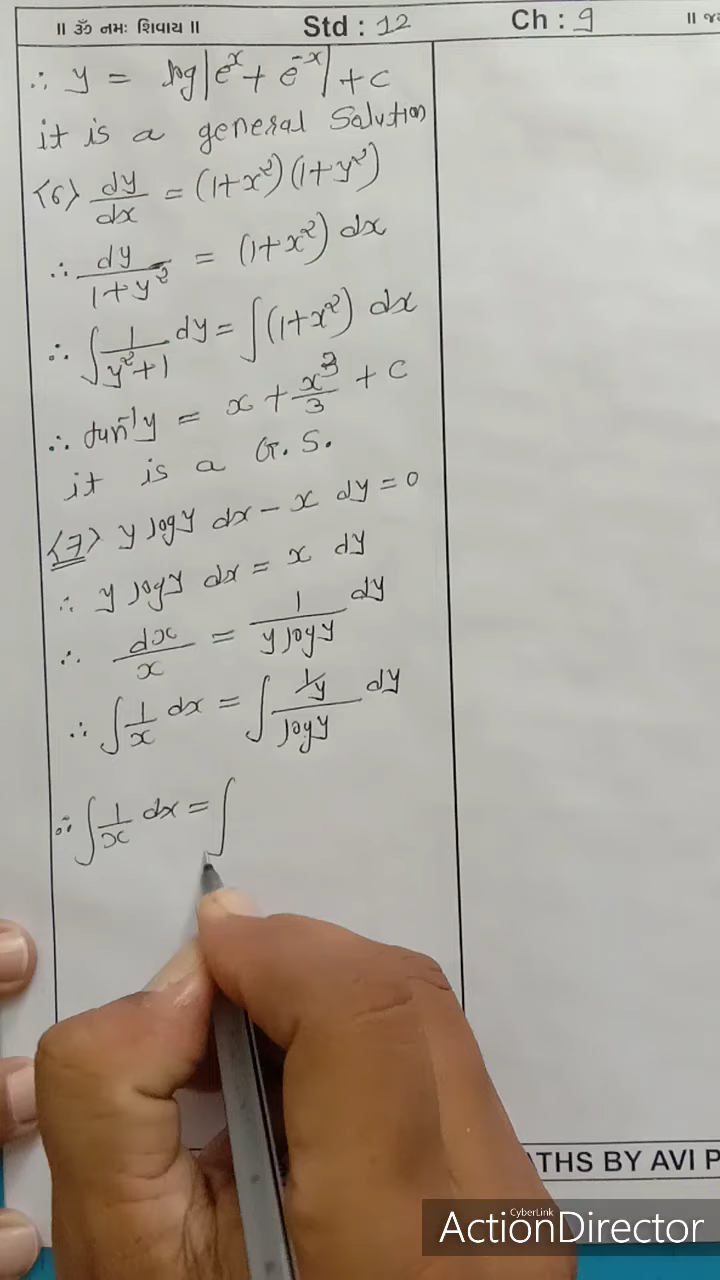 ॥ ૐ નમઃ શિવાય ॥ Std : 12 Ch : 9 ॥
∴ y = log|e^x + e^-x| + c
it is a general Solution
<6> dy/dx = (1+x²)(1+y²)
∴ dy/1+y² = (1+x²) dx
∴ ∫ 1/y²+1 dy = ∫(1+x²) dx
∴ tan⁻¹y = x + x³/3 + c
it is a G.S.
<7> y logy dx - x dy = 0
∴ y logy dx = x dy
∴ dx/x = 1/y logy dy
∴ ∫ 1/x dx = ∫ 1/y/logy dy
∴ ∫ 1/x dx = ∫
THS BY AVI P
CyberLink
ActionDirector